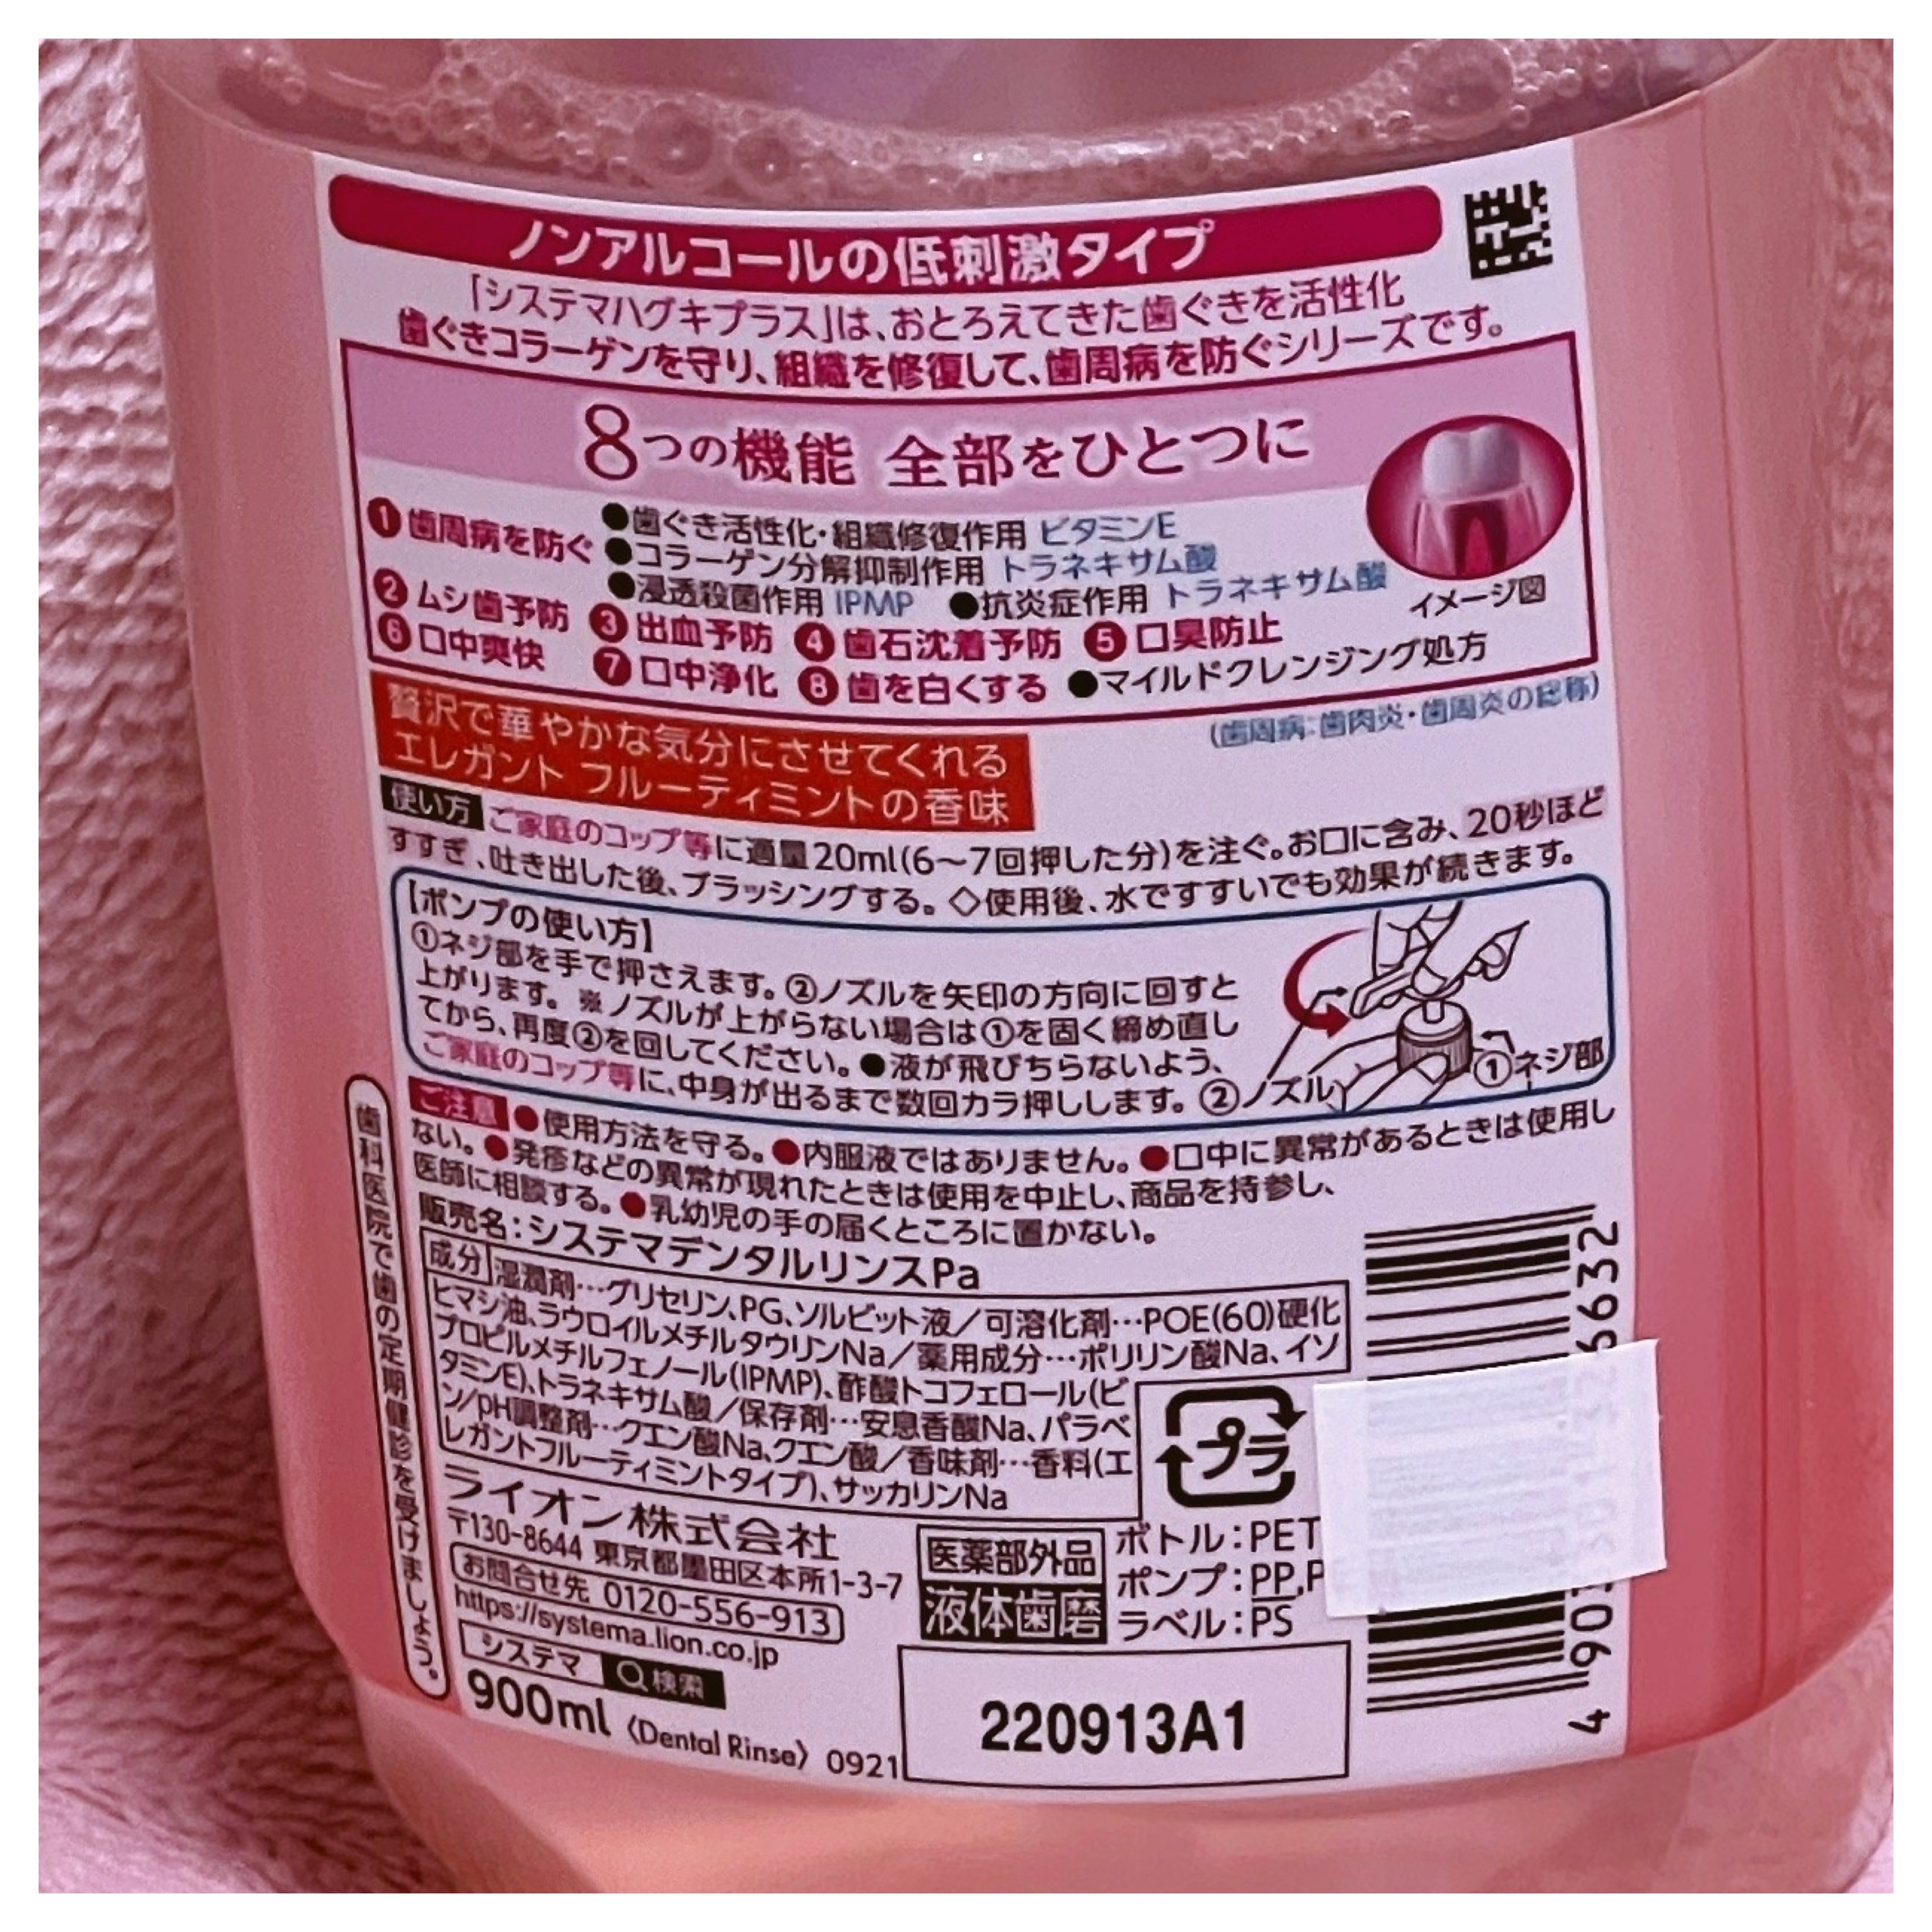 ノンアルコールの低刺激タイプ
「システマハグキプラス」は、おとろえてきた歯ぐきを活性化
歯ぐきコラーゲンを守り、組織を修復して、歯周病を防ぐシリーズです。
8つの機能 全部をひとつに
①歯周病を防ぐ
●歯ぐき活性化・組織修復作用 ビタミンE
●コラーゲン分解抑制作用 トラネキサム酸
●浸透殺菌作用 IPMP ●抗炎症作用 トラネキサム酸
イメージ図
②ムシ歯予防 ③出血予防 ④歯石沈着予防 ⑤口臭防止
⑥口中爽快 ⑦口中浄化 ⑧歯を白くする ●マイルドクレンジング処方
(歯周病:歯肉炎・歯周炎の総称)
贅沢で華やかな気分にさせてくれる
エレガント フルーティミントの香味
使い方 ご家庭のコップ等に適量20ml(6～7回押した分)を注ぐ。お口に含み、20秒ほど
すすぎ、吐き出した後、ブラッシングする。◇使用後、水ですすいでも効果が続きます。
【ポンプの使い方】
①ネジ部を手で押さえます。②ノズルを矢印の方向に回すと
上がります。※ノズルが上がらない場合は①を固く締め直し
てから、再度②を回してください。●液が飛びちらないよう、
ご家庭のコップ等に、中身が出るまで数回カラ押しします。
②ノズル
①ネジ部
ご注意 ●使用方法を守る。●内服液ではありません。●口中に異常があるときは使用し
ない。●発疹などの異常が現れたときは使用を中止し、商品を持参し、
医師に相談する。●乳幼児の手の届くところに置かない。
販売名:システマデンタルリンスPa
成分 湿潤剤…グリセリン、PG、ソルビット液/可溶化剤…POE(60)硬化
ヒマシ油、ラウロイルメチルタウリンNa/薬用成分…ポリリン酸Na、イソ
プロピルメチルフェノール(IPMP)、酢酸トコフェロール(ビ
タミンE)、トラネキサム酸/保存剤…安息香酸Na、パラベ
ン/pH調整剤…クエン酸Na、クエン酸/香味剤…香料(エ
レガントフルーティミントタイプ)、サッカリンNa
プラ
ライオン株式会社
〒130-8644 東京都墨田区本所1-3-7
お問合せ先 0120-556-913
https://systema.lion.co.jp
システマ 検索
900ml 〈Dental Rinse〉 0921
医薬部外品
液体歯磨
ボトル:PET
ポンプ:PP,P
ラベル:PS
220913A1
歯科医院で歯の定期健診を受けましょう。